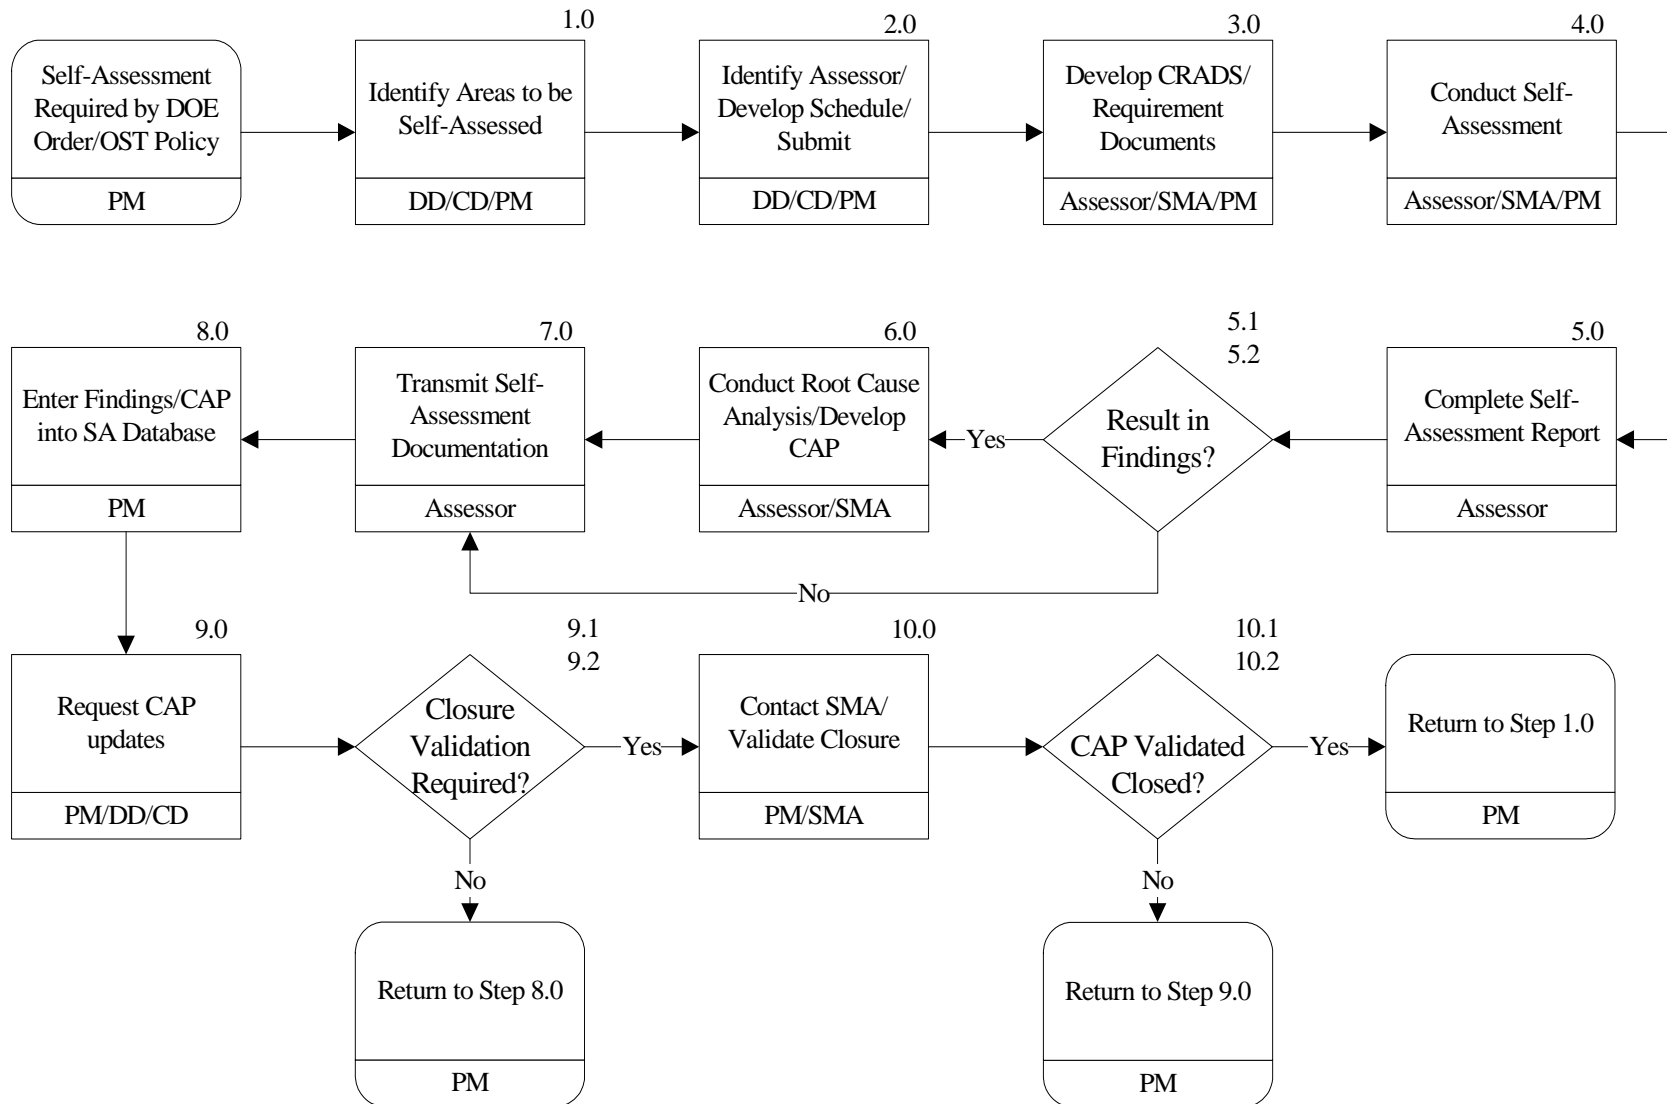 Self-Assessment
Required by DOE
Order/OST Policy
PM
1.0
Identify Areas to be
Self-Assessed
DD/CD/PM
2.0
Identify Assessor/
Develop Schedule/
Submit
DD/CD/PM
3.0
Develop CRADS/
Requirement
Documents
Assessor/SMA/PM
4.0
Conduct Self-
Assessment
Assessor/SMA/PM
5.0
Complete Self-
Assessment Report
Assessor
5.1
5.2
Result in
Findings?
Yes
No
6.0
Conduct Root Cause
Analysis/Develop
CAP
Assessor/SMA
7.0
Transmit Self-
Assessment
Documentation
Assessor
8.0
Enter Findings/CAP
into SA Database
PM
9.0
Request CAP
updates
PM/DD/CD
9.1
9.2
Closure
Validation
Required?
Yes
No
Return to Step 8.0
PM
10.0
Contact SMA/
Validate Closure
PM/SMA
10.1
10.2
CAP Validated
Closed?
Yes
No
Return to Step 9.0
PM
Return to Step 1.0
PM